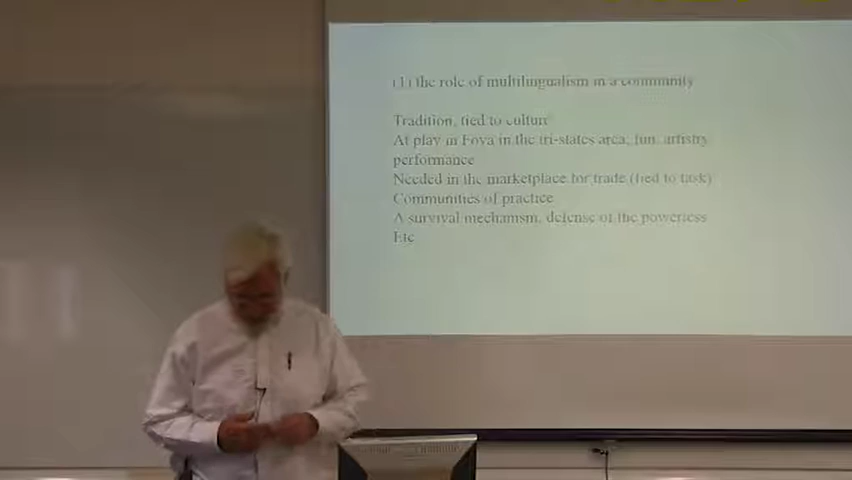 (1) the role of multilingualism in a community
Tradition, tied to culture
At play in Foya in the tri-states area; fun, artistry
performance
Needed in the marketplace for trade (tied to task)
Communities of practice
A survival mechanism, defense of the powerless
Etc